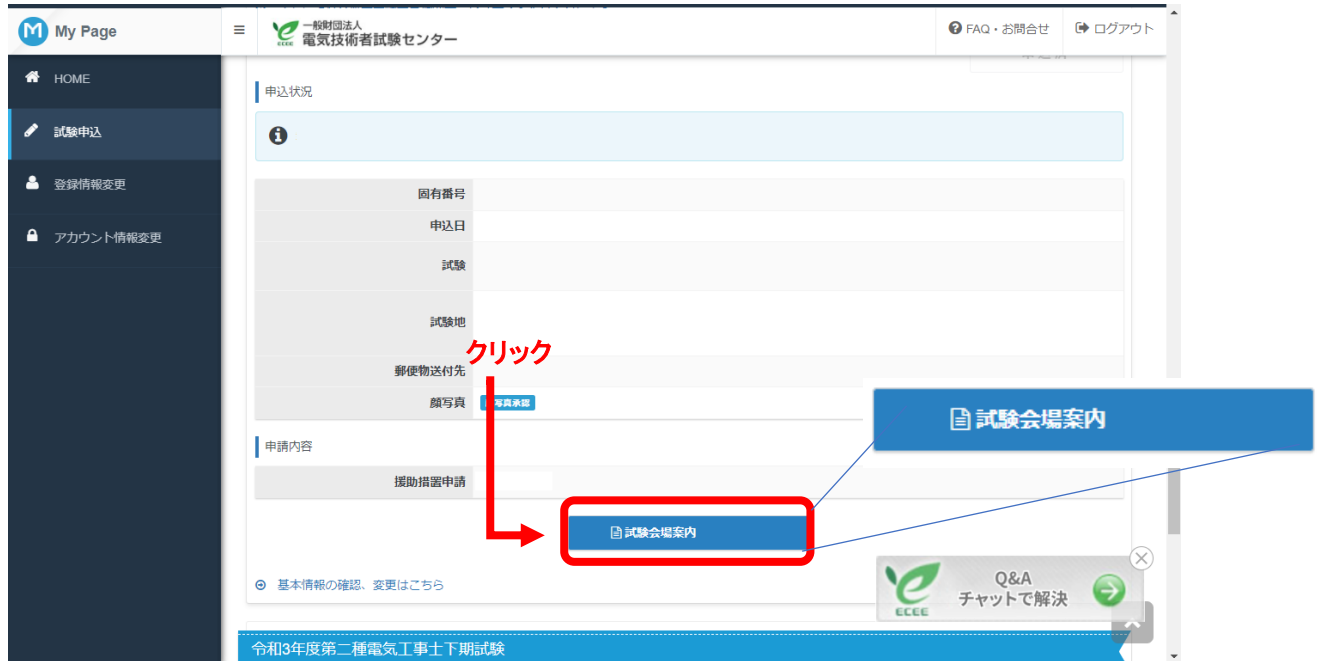 My Page
一般財団法人
電気技術者試験センター
ECEE
FAQ・お問合せ
ログアウト
HOME
試験申込
登録情報変更
アカウント情報変更
申込状況
固有番号
申込日
試験
試験地
クリック
郵便物送付先
顔写真
写真承認
試験会場案内
申請内容
援助措置申請
試験会場案内
基本情報の確認、変更はこちら
ECEE
Q&A
チャットで解決
令和3年度第二種電気工事士下期試験